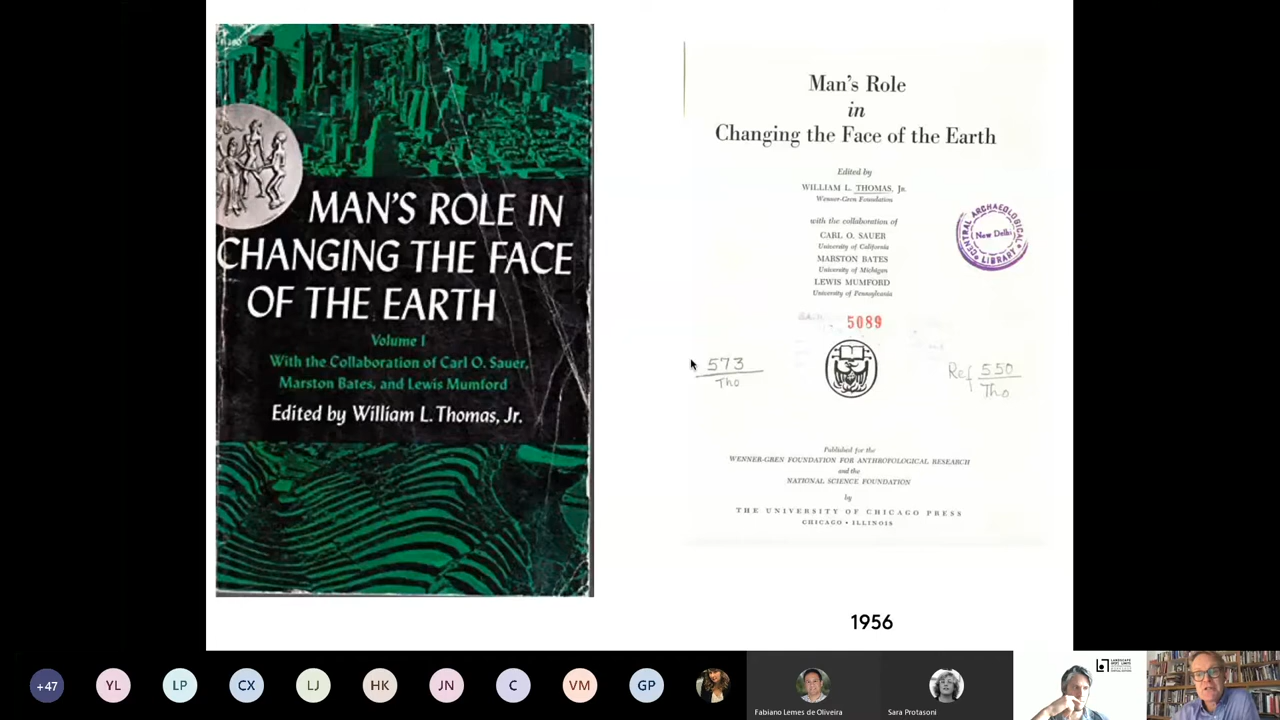 MAN'S ROLE IN
CHANGING THE FACE
OF THE EARTH
Volume I
With the Collaboration of Carl O. Sauer,
Marston Bates, and Lewis Mumford
Edited by William L. Thomas, Jr.
Man's Role
in
Changing the Face of the Earth
Edited by
WILLIAM L. THOMAS, Jr.
Wenner-Gren Foundation
with the collaboration of
CARL O. SAUER
University of California
MARSTON BATES
University of Michigan
LEWIS MUMFORD
University of Pennsylvania
CENTRAL ARCHAEOLOGICAL
New Delhi
LIBRARY
5089
573
Tho
Ref 550
Tho
Published for the
WENNER-GREN FOUNDATION FOR ANTHROPOLOGICAL RESEARCH
and the
NATIONAL SCIENCE FOUNDATION
by
THE UNIVERSITY OF CHICAGO PRESS
CHICAGO • ILLINOIS
1956
+47
YL
LP
CX
LJ
HK
JN
C
VM
GP
Fabiano Lemes de Oliveira
Sara Protasoni